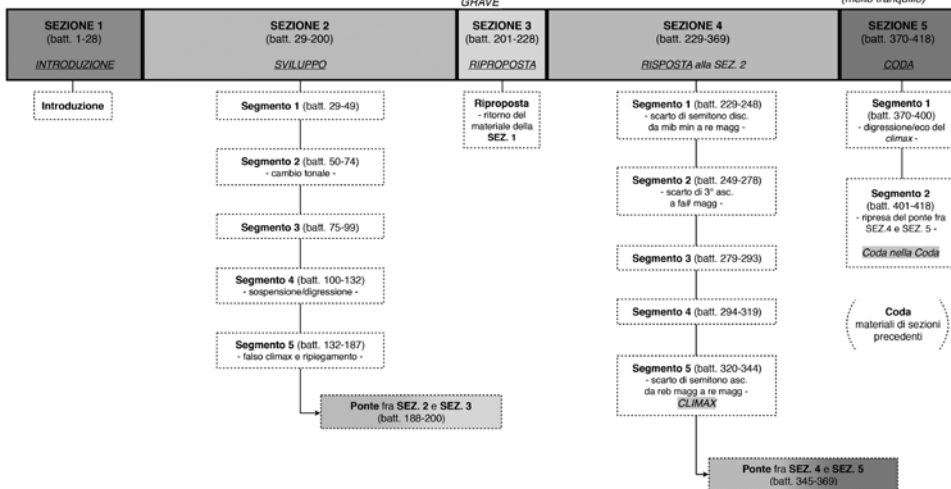 GRAVE
(molto tranquillo)
SEZIONE 1
(batt. 1-28)
INTRODUZIONE
SEZIONE 2
(batt. 29-200)
SVILUPPO
SEZIONE 3
(batt. 201-228)
RIPROPOSTA
SEZIONE 4
(batt. 229-369)
RISPOSTA alla SEZ. 2
SEZIONE 5
(batt. 370-418)
CODA
Introduzione
Segmento 1 (batt. 29-49)
Segmento 2 (batt. 50-74)
- cambio tonale -
Segmento 3 (batt. 75-99)
Segmento 4 (batt. 100-132)
- sospensione/digressione -
Segmento 5 (batt. 132-187)
- falso climax e ripiegamento -
Ponte fra SEZ. 2 e SEZ. 3
(batt. 188-200)
Riproposta
- ritorno del
materiale della
SEZ. 1
Segmento 1 (batt. 229-248)
- scarto di semitono disc.
da mib min a re magg -
Segmento 2 (batt. 249-278)
- scarto di 3° asc.
a fa# magg -
Segmento 3 (batt. 279-293)
Segmento 4 (batt. 294-319)
Segmento 5 (batt. 320-344)
- scarto di semitono asc.
da reb magg a re magg -
CLIMAX
Ponte fra SEZ. 4 e SEZ. 5
(batt. 345-369)
Segmento 1
(batt. 370-400)
- digressione/eco del
climax -
Segmento 2
(batt. 401-418)
- ripresa del ponte fra
SEZ.4 e SEZ. 5 -
Coda nella Coda
Coda
materiali di sezioni
precedenti